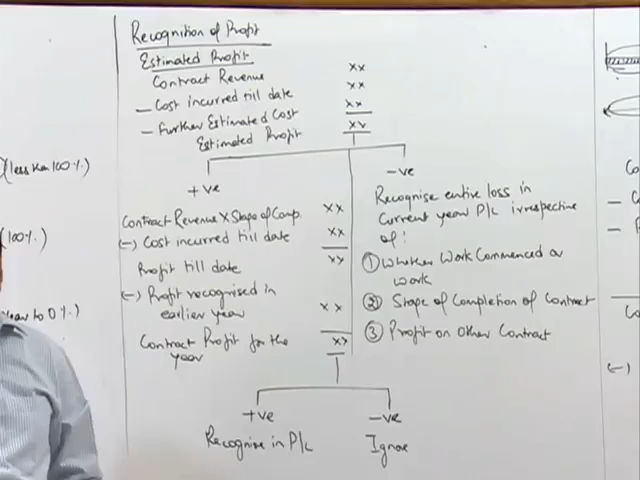 Recognition of Profit
Estimated Profit
Contract Revenue xx
– Cost incurred till date xx
– Further Estimated Cost xx
Estimated Profit xx
+ve
Contract Revenue x Stage of Comp. xx
(-) Cost incurred till date xx
Profit till date xx
(-) Profit recognised in
earlier year xx
Contract Profit for the xx
year
+ve
Recognise in P/L
-ve
Ignore
-ve
Recognise entire loss in
Current year P/L irrespective
of:
① Whether Work Commenced or
work
② Stage of Completion of Contract
③ Profit on Other Contract
(less than 100%)
(100%)
to 0%)
Co
– C
–
Co
(-)